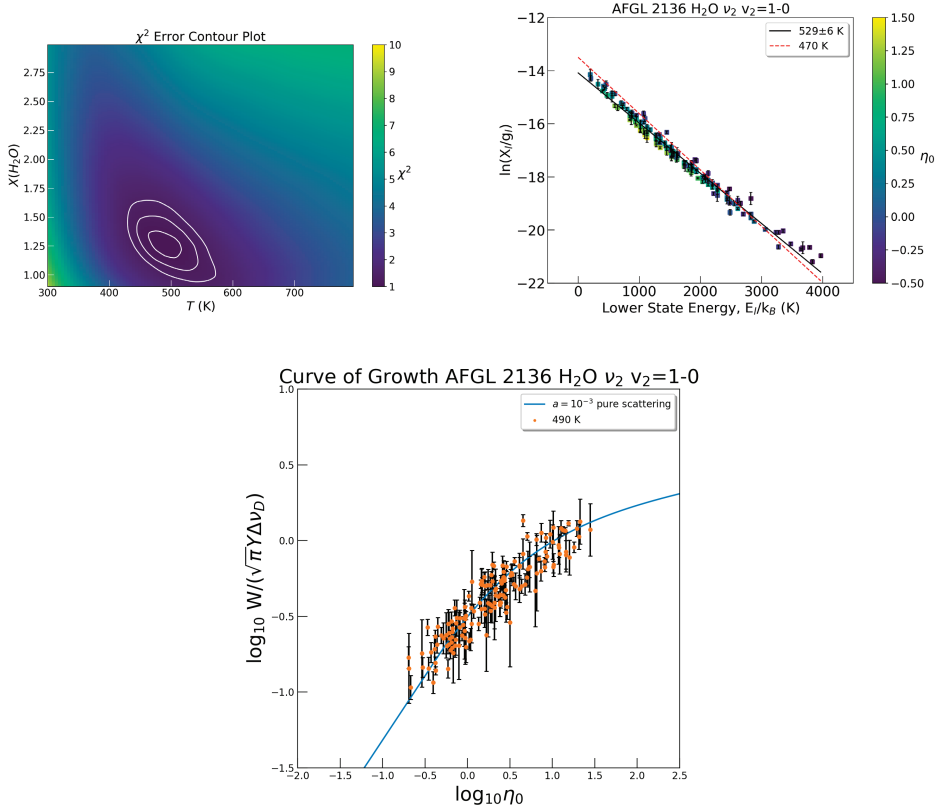 χ² Error Contour Plot
X(H₂O)
2.75
2.50
2.25
2.00
1.75
1.50
1.25
1.00
300 400 500 600 700
T (K)
10
9
8
7
6
5
4
3
2
1
χ²
AFGL 2136 H₂O ν₂ v₂=1-0
529±6 K
470 K
ln(X_l/g_l)
−12
−14
−16
−18
−20
−22
0 1000 2000 3000 4000
Lower State Energy, E_l/k_B (K)
1.50
1.25
1.00
0.75
0.50
0.25
0.00
−0.25
−0.50
η₀
Curve of Growth AFGL 2136 H₂O ν₂ v₂=1-0
a = 10⁻³ pure scattering
490 K
log₁₀ W/(√πYΔν_D)
1.0
0.5
0.0
−0.5
−1.0
−1.5
−2.0 −1.5 −1.0 −0.5 0.0 0.5 1.0 1.5 2.0 2.5
log₁₀η₀